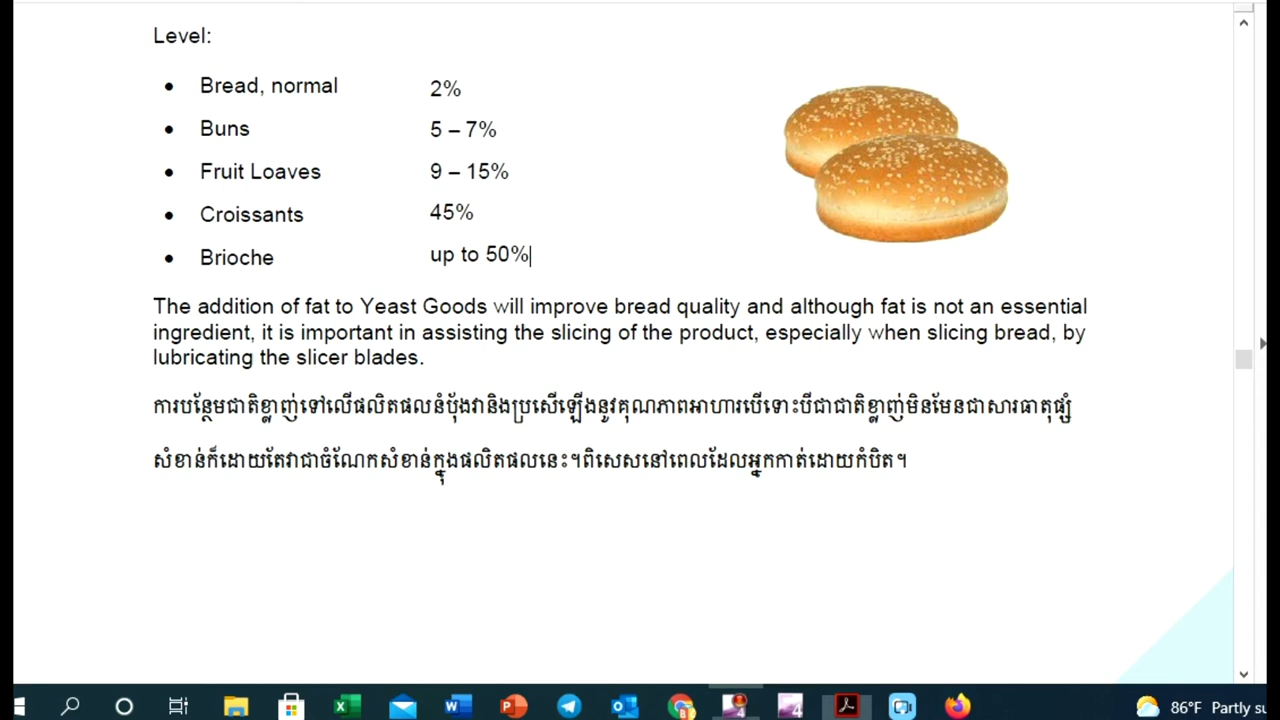 Level:
• Bread, normal 2%
• Buns 5 – 7%
• Fruit Loaves 9 – 15%
• Croissants 45%
• Brioche up to 50%
The addition of fat to Yeast Goods will improve bread quality and although fat is not an essential
ingredient, it is important in assisting the slicing of the product, especially when slicing bread, by
lubricating the slicer blades.
ការបន្ថែមជាតិខ្លាញ់ទៅលើផលិតផលនំប៉័ុងវានិងប្រសើឡើងនូវគុណភាពអាហារបើទោះបីជាជាតិខ្លាញ់មិនមែនជាសារធាតុផ្សំ
សំខាន់ក៏ដោយតែវាជាចំណែកសំខាន់ក្នុងផលិតផលនេះ។ពិសេសនៅពេលដែលអ្នកកាត់ដោយកំបិត។
86°F Partly su